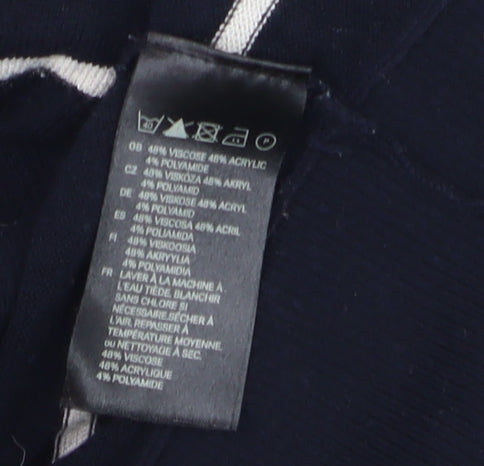 40 P
GB 48% VISCOSE 48% ACRYLIC
4% POLYAMIDE
CZ 48% VISKÓZA 48% AKRYL
4% POLYAMID
DE 48% VISKOSE 48% ACRYL
4% POLYAMID
ES 48% VISCOSA 48% ACRIL
4% POLIAMIDA
FI 48% VISKOOSIA
48% AKRYYLIA
4% POLYAMIDIA
FR LAVER À LA MACHINE À
L'EAU TIÈDE, BLANCHIR
SANS CHLORE SI
NÉCESSAIRE,SÉCHER À
L'AIR, REPASSER À
TEMPÉRATURE MOYENNE,
OU NETTOYAGE À SEC.
48% VISCOSE
48% ACRYLIQUE
4% POLYAMIDE